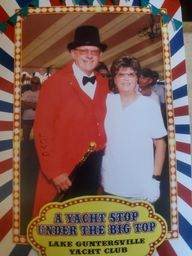 A YACHT STOP
UNDER THE BIG TOP
LAKE GUNTERSVILLE
YACHT CLUB